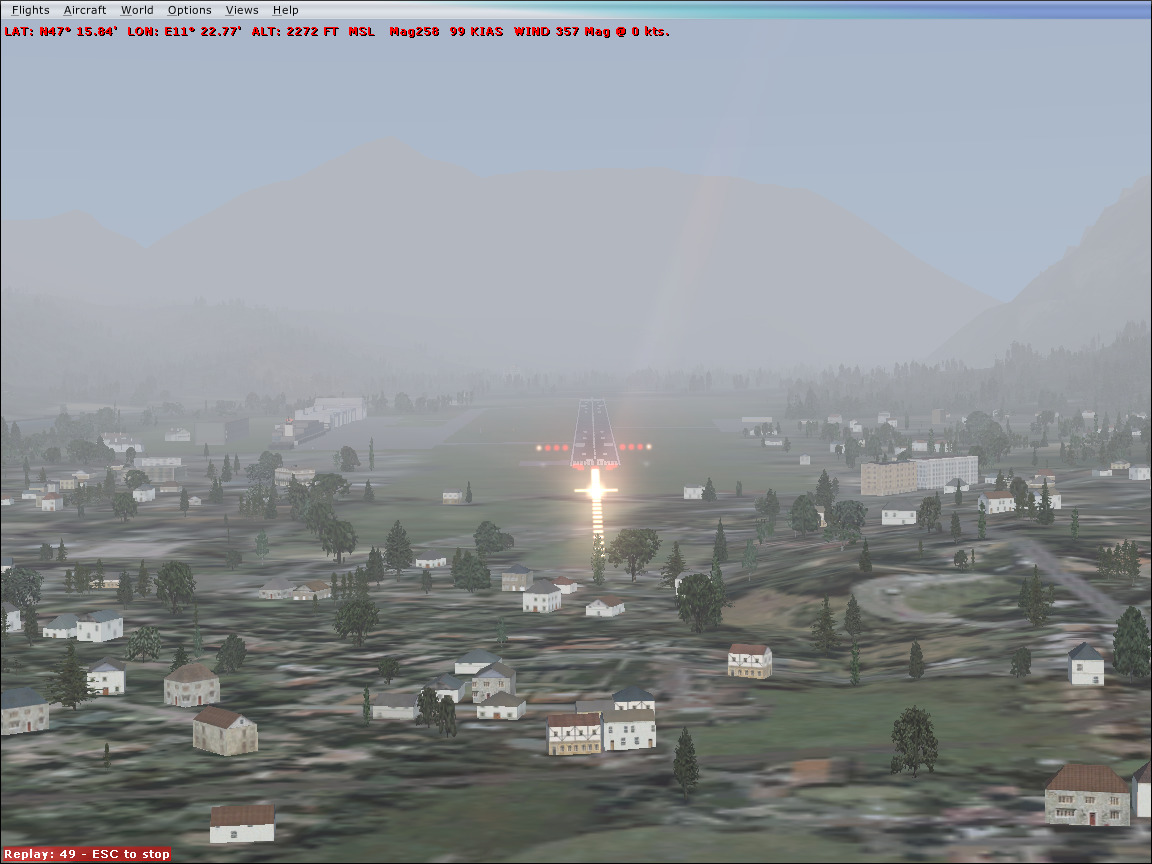 Flights Aircraft World Options Views Help
LAT: N47° 15.84' LON: E11° 22.77' ALT: 2272 FT MSL Mag258 99 KIAS WIND 357 Mag @ 0 kts.
Replay: 49 - ESC to stop